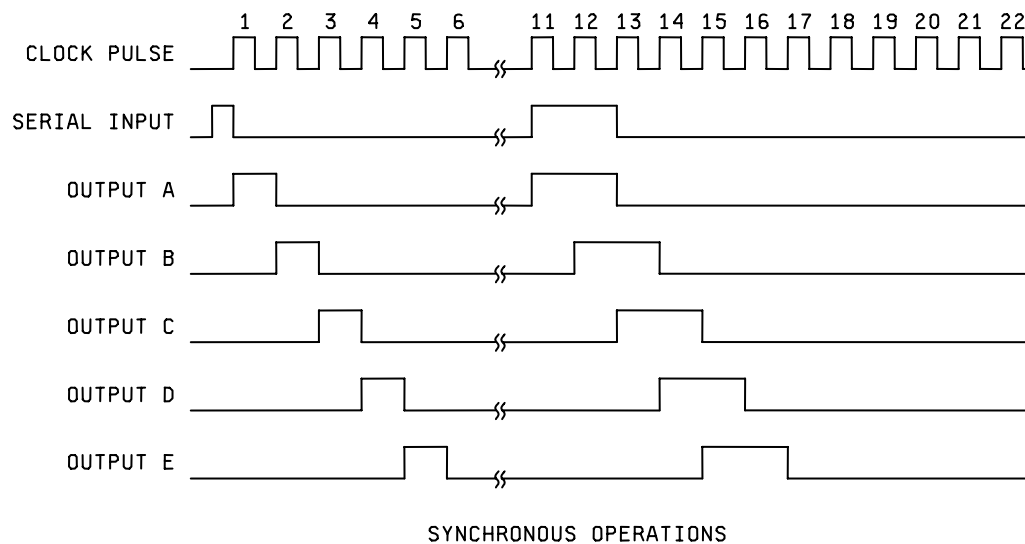 1 2 3 4 5 6 11 12 13 14 15 16 17 18 19 20 21 22
CLOCK PULSE
SERIAL INPUT
OUTPUT A
OUTPUT B
OUTPUT C
OUTPUT D
OUTPUT E
SYNCHRONOUS OPERATIONS